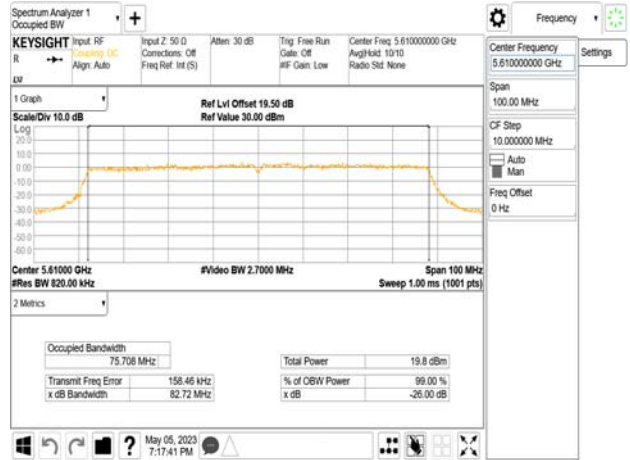 Spectrum Analyzer 1
Occupied BW
Frequency
KEYSIGHT
R
Input: RF
Coupling: DC
Align: Auto
Input Z: 50 Ω
Corrections: Off
Freq Ref: Int (S)
Atten: 30 dB
Trig: Free Run
Gate: Off
#IF Gain: Low
Center Freq: 5.610000000 GHz
Avg|Hold: 10/10
Radio Std: None
Center Frequency
5.610000000 GHz
Settings
Span
100.00 MHz
CF Step
10.000000 MHz
Auto
Man
Freq Offset
0 Hz
1 Graph
Scale/Div 10.0 dB
Ref Lvl Offset 19.50 dB
Ref Value 30.00 dBm
Log
20.0
10.0
0.00
-10.0
-20.0
-30.0
-40.0
-50.0
-60.0
Center 5.61000 GHz
#Res BW 820.00 kHz
#Video BW 2.7000 MHz
Span 100 MHz
Sweep 1.00 ms (1001 pts)
2 Metrics
Occupied Bandwidth
75.708 MHz
Total Power 19.8 dBm
Transmit Freq Error 158.46 kHz
% of OBW Power 99.00 %
x dB Bandwidth 82.72 MHz
x dB -26.00 dB
May 05, 2023
7:17:41 PM